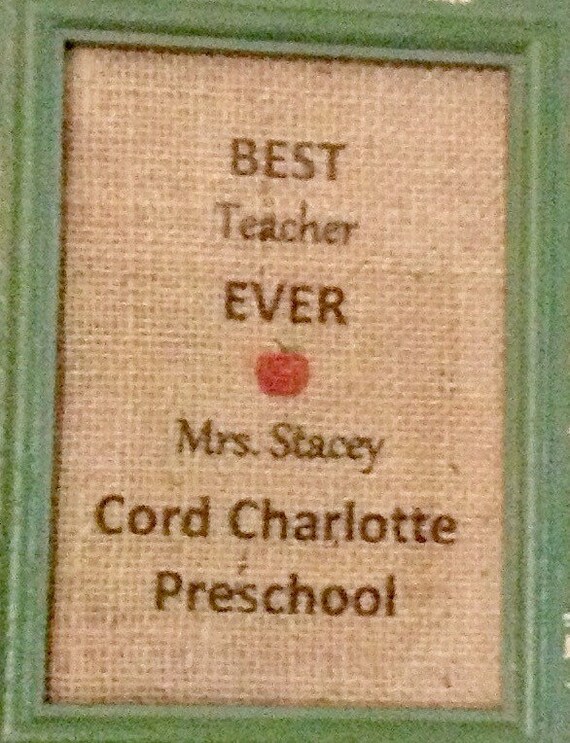 BEST
Teacher
EVER
Mrs. Stacey
Cord Charlotte
Preschool